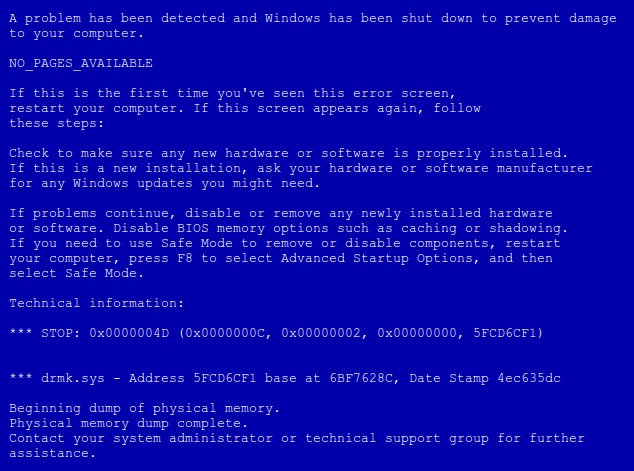 A problem has been detected and Windows has been shut down to prevent damage
to your computer.
NO_PAGES_AVAILABLE
If this is the first time you've seen this error screen,
restart your computer. If this screen appears again, follow
these steps:
Check to make sure any new hardware or software is properly installed.
If this is a new installation, ask your hardware or software manufacturer
for any Windows updates you might need.
If problems continue, disable or remove any newly installed hardware
or software. Disable BIOS memory options such as caching or shadowing.
If you need to use Safe Mode to remove or disable components, restart
your computer, press F8 to select Advanced Startup Options, and then
select Safe Mode.
Technical information:
*** STOP: 0x0000004D (0x0000000C, 0x00000002, 0x00000000, 5FCD6CF1)
*** drmk.sys - Address 5FCD6CF1 base at 6BF7628C, Date Stamp 4ec635dc
Beginning dump of physical memory.
Physical memory dump complete.
Contact your system administrator or technical support group for further
assistance.